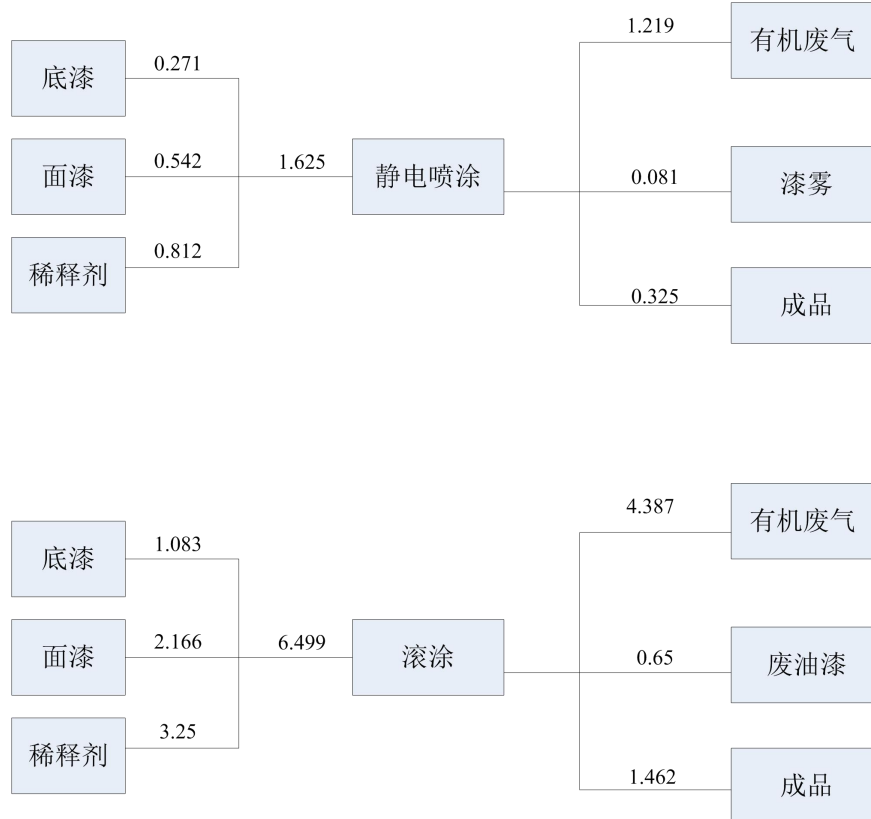 1.219
有机废气
0.271
底漆
0.542
面漆
1.625
静电喷涂
0.081
漆雾
0.812
稀释剂
0.325
成品
4.387
有机废气
1.083
底漆
2.166
面漆
6.499
滚涂
0.65
废油漆
3.25
稀释剂
1.462
成品